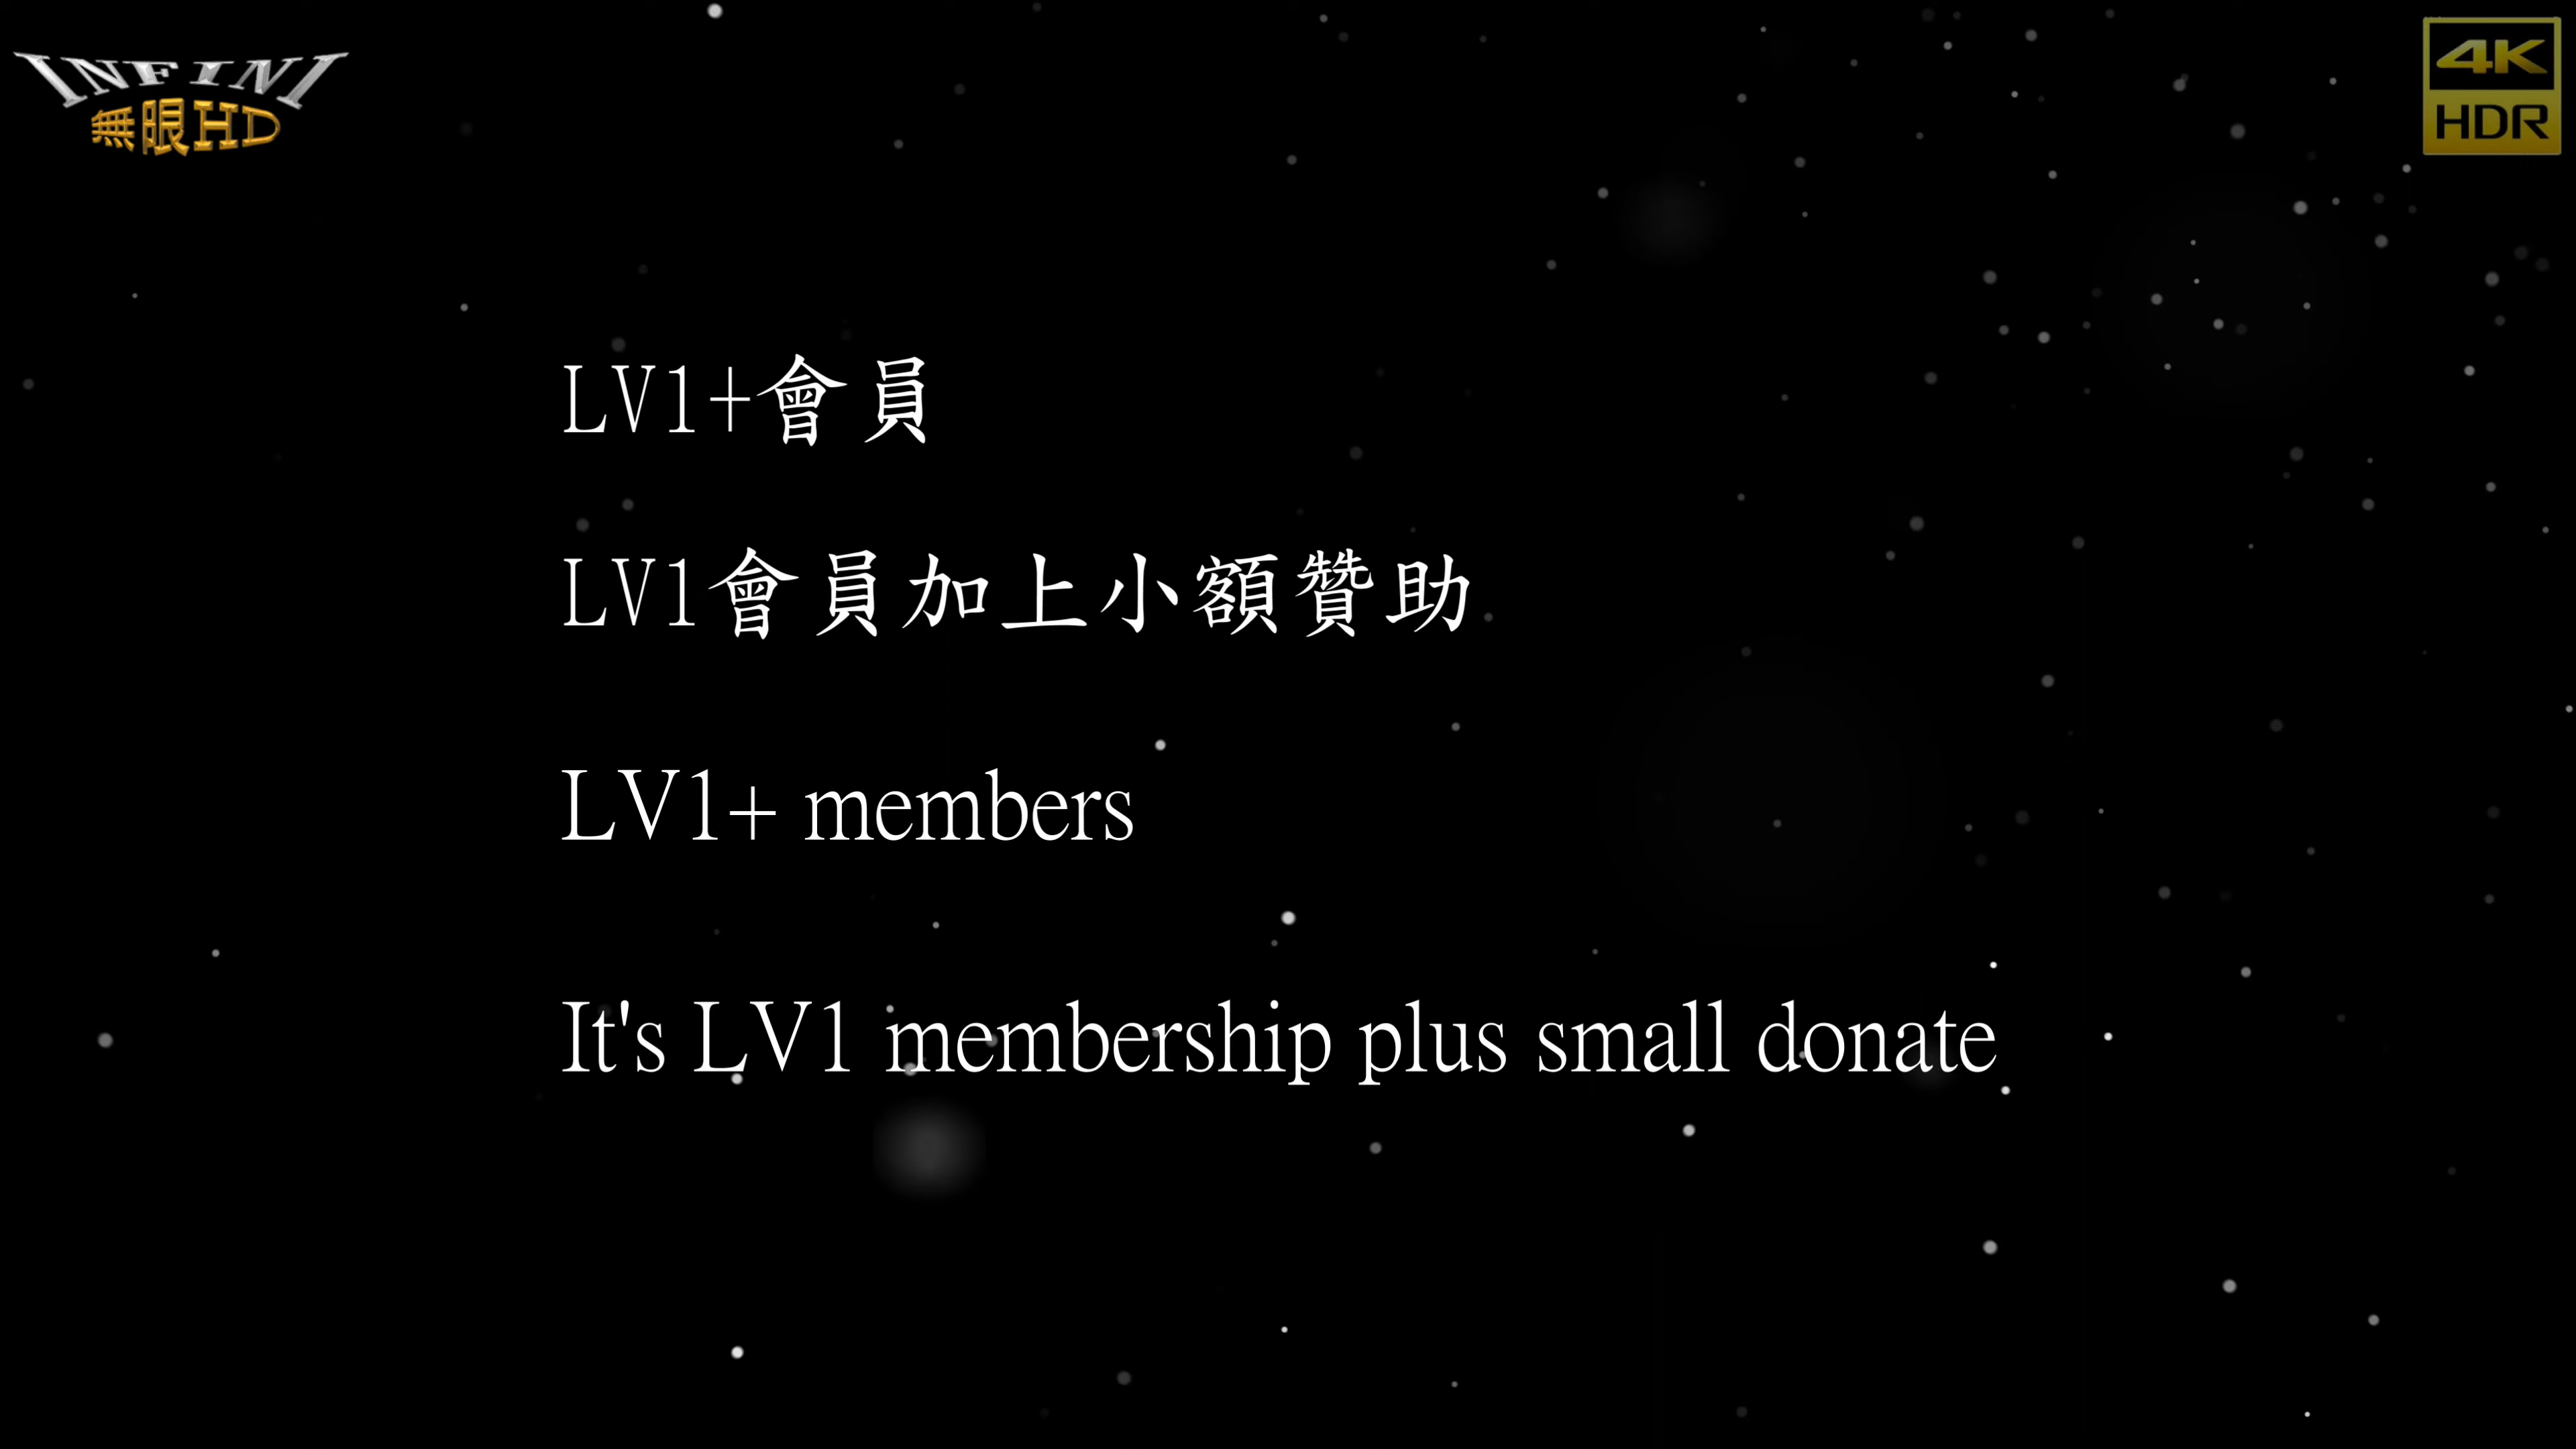 INFINI
無限HD
4K
HDR
LV1+會員
LV1會員加上小額贊助
LV1+ members
It's LV1 membership plus small donate